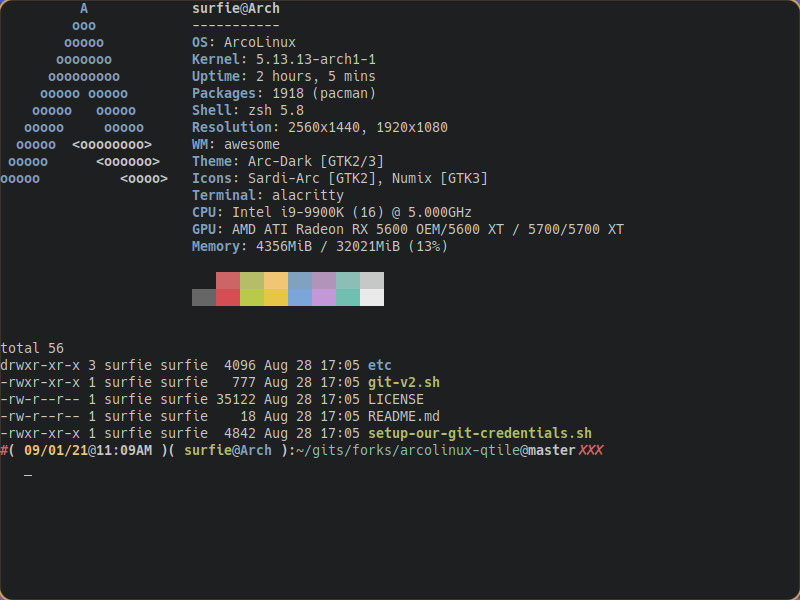 A surfie@Arch
ooo -----------
ooooo OS: ArcoLinux
ooooooo Kernel: 5.13.13-arch1-1
ooooooooo Uptime: 2 hours, 5 mins
ooooo ooooo Packages: 1918 (pacman)
ooooo ooooo Shell: zsh 5.8
ooooo ooooo Resolution: 2560x1440, 1920x1080
ooooo <oooooooo> WM: awesome
ooooo <oooooo> Theme: Arc-Dark [GTK2/3]
ooooo <oooo> Icons: Sardi-Arc [GTK2], Numix [GTK3]
Terminal: alacritty
CPU: Intel i9-9900K (16) @ 5.000GHz
GPU: AMD ATI Radeon RX 5600 OEM/5600 XT / 5700/5700 XT
Memory: 4356MiB / 32021MiB (13%)
total 56
drwxr-xr-x 3 surfie surfie 4096 Aug 28 17:05 etc
-rwxr-xr-x 1 surfie surfie 777 Aug 28 17:05 git-v2.sh
-rw-r--r-- 1 surfie surfie 35122 Aug 28 17:05 LICENSE
-rw-r--r-- 1 surfie surfie 18 Aug 28 17:05 README.md
-rwxr-xr-x 1 surfie surfie 4842 Aug 28 17:05 setup-our-git-credentials.sh
#( 09/01/21@11:09AM )( surfie@Arch ):~/gits/forks/arcolinux-qtile@master✗✗✗
_